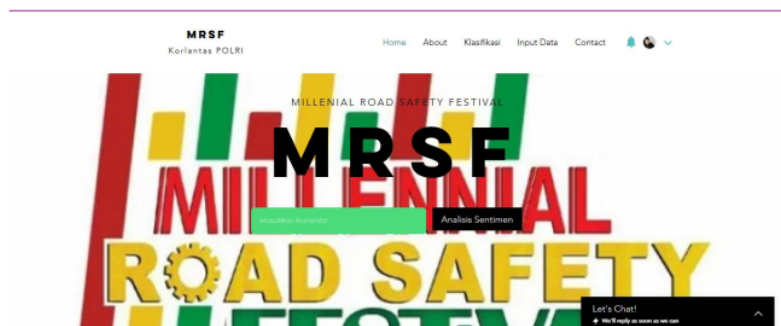 MRSF
Korlantas POLRI
Home About Klasifikasi Input Data Contact
MILLENIAL ROAD SAFETY FESTIVAL
MRSF
MILLENNIAL
Masukkan komentar
Analisis Sentimen
ROAD SAFETY
FESTIVAL
Let's Chat!
We'll reply as soon as we can